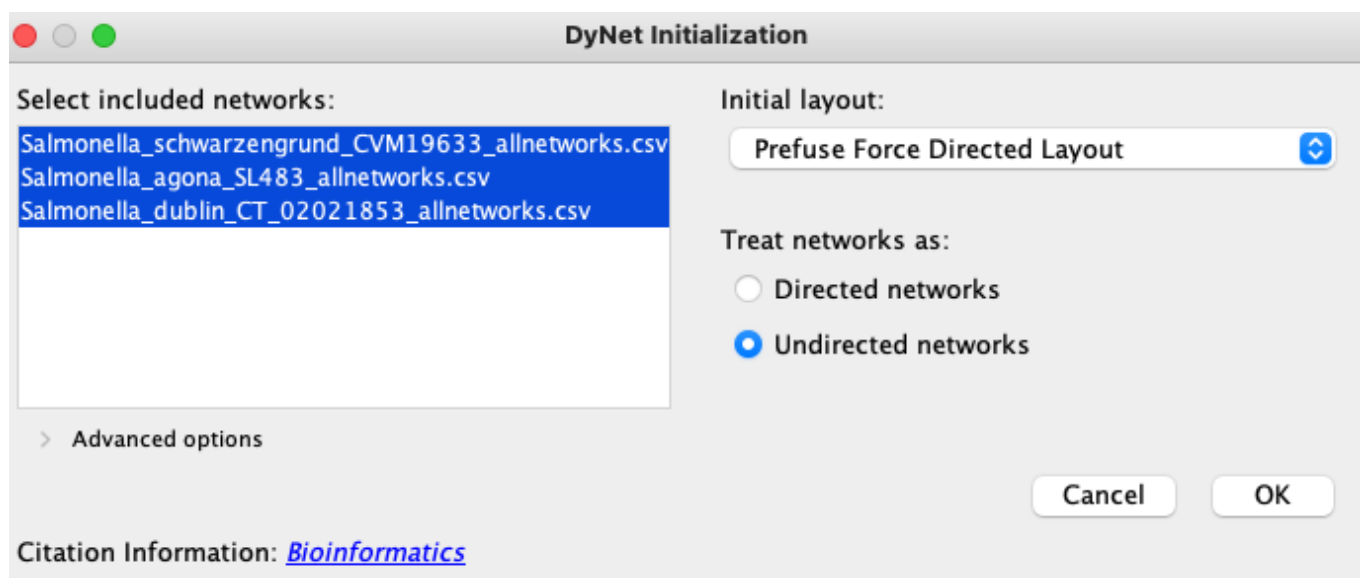 DyNet Initialization
Select included networks:
Salmonella_schwarzengrund_CVM19633_allnetworks.csv
Salmonella_agona_SL483_allnetworks.csv
Salmonella_dublin_CT_02021853_allnetworks.csv
Advanced options
Initial layout:
Prefuse Force Directed Layout
Treat networks as:
Directed networks
Undirected networks
Cancel
OK
Citation Information: Bioinformatics